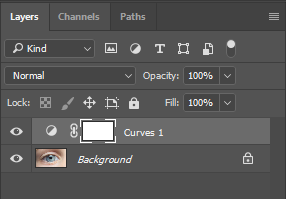 Layers Channels Paths
Kind
Normal Opacity: 100%
Lock: Fill: 100%
Curves 1
Background